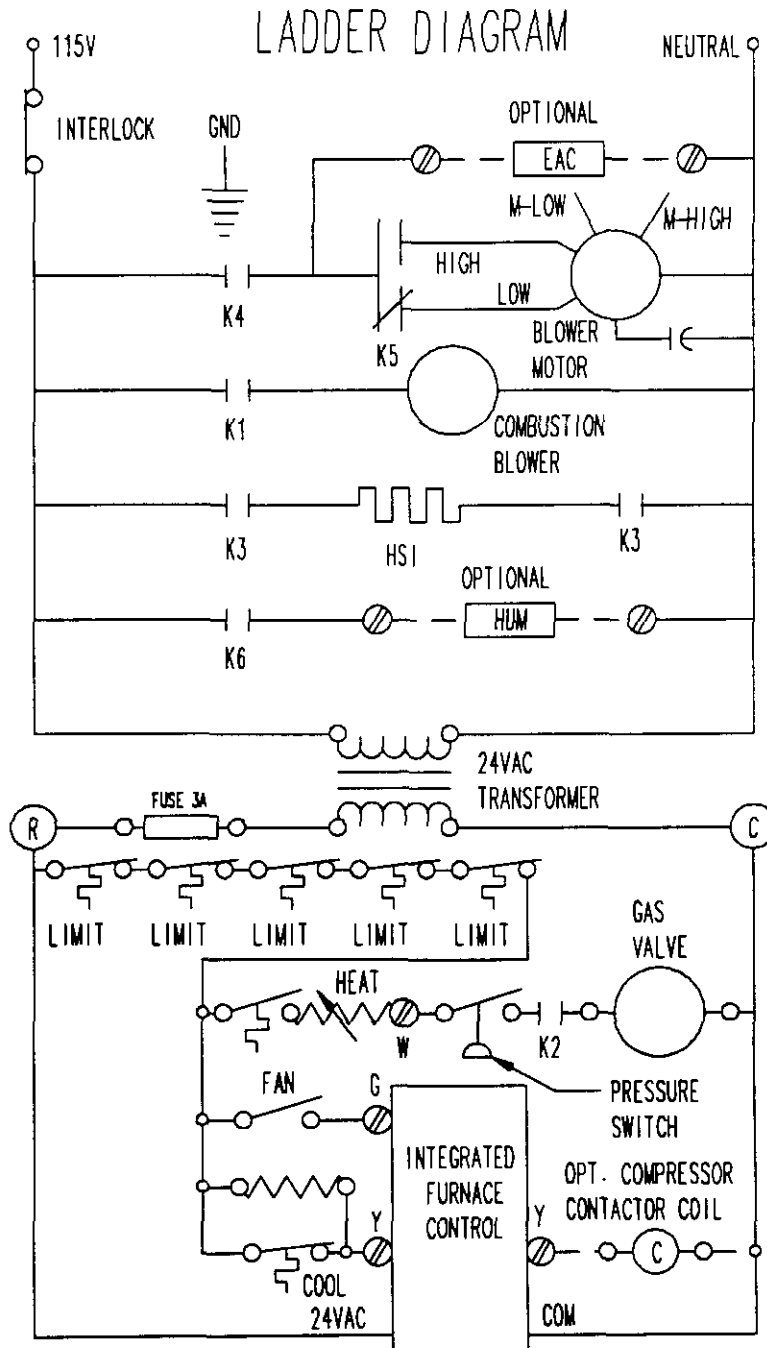 LADDER DIAGRAM
115V
NEUTRAL
INTERLOCK
GND
OPTIONAL
EAC
M-LOW
M-HIGH
HIGH
LOW
K4
K5
BLOWER
MOTOR
K1
COMBUSTION
BLOWER
K3
HSI
K3
OPTIONAL
HUM
K6
24VAC
TRANSFORMER
FUSE 3A
R
C
LIMIT
LIMIT
LIMIT
LIMIT
LIMIT
GAS
VALVE
HEAT
W
K2
PRESSURE
SWITCH
FAN
G
INTEGRATED
FURNACE
CONTROL
OPT. COMPRESSOR
CONTACTOR COIL
Y
Y
C
COOL
24VAC
COM